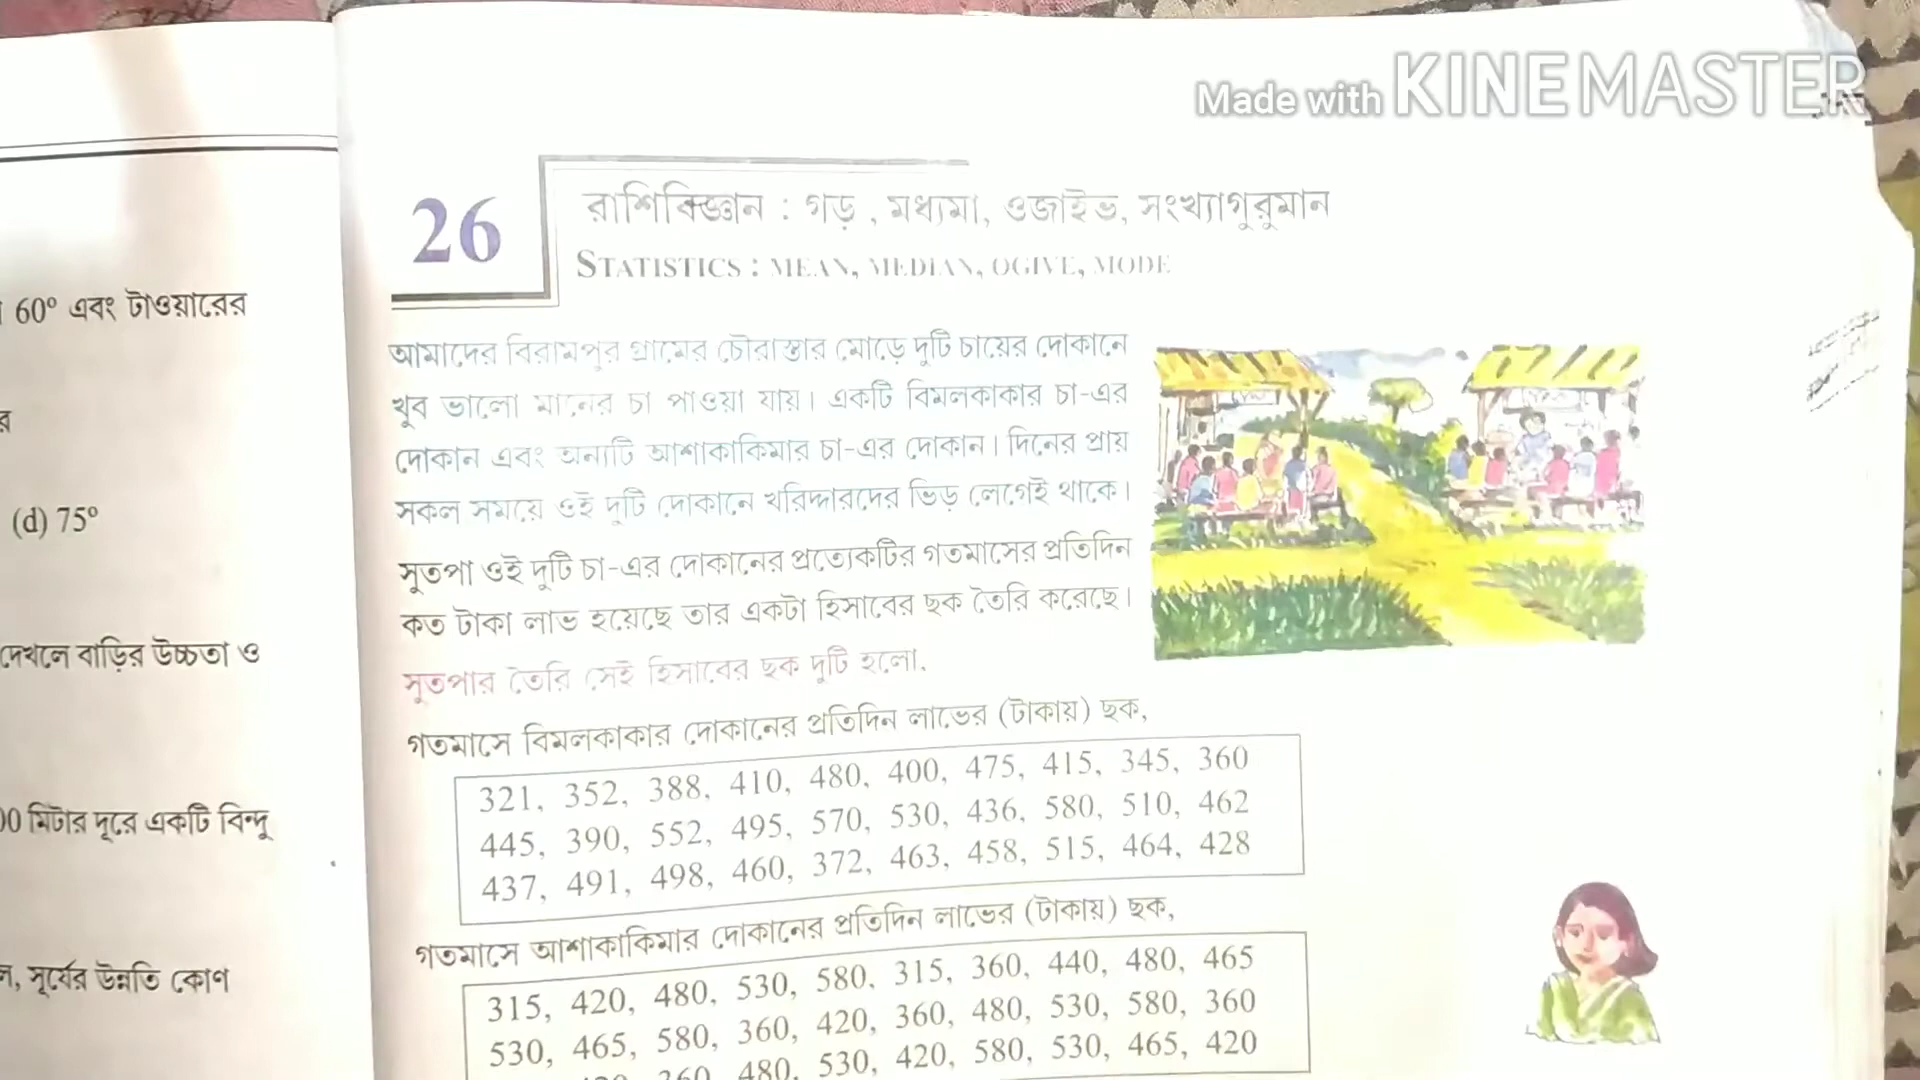 Made with KINEMASTER
60° এবং টাওয়ারের
র
(d) 75°
দেখলে বাড়ির উচ্চতা ও
00 মিটার দূরে একটি বিন্দু
ল, সূর্যের উন্নতি কোণ
26
রাশিবিজ্ঞান : গড় , মধ্যমা, ওজাইভ, সংখ্যাগুরুমান
STATISTICS : MEAN, MEDIAN, OGIVE, MODE
আমাদের বিরামপুর গ্রামের চৌরাস্তার মোড়ে দুটি চায়ের দোকানে
খুব ভালো মানের চা পাওয়া যায়। একটি বিমলকাকার চা-এর
দোকান এবং অন্যটি আশাকাকিমার চা-এর দোকান। দিনের প্রায়
সকল সময়ে ওই দুটি দোকানে খরিদ্দারদের ভিড় লেগেই থাকে।
সুতপা ওই দুটি চা-এর দোকানের প্রত্যেকটির গতমাসের প্রতিদিন
কত টাকা লাভ হয়েছে তার একটা হিসাবের ছক তৈরি করেছে।
সুতপার তৈরি সেই হিসাবের ছক দুটি হলো,
গতমাসে বিমলকাকার দোকানের প্রতিদিন লাভের (টাকায়) ছক,
321, 352, 388, 410, 480, 400, 475, 415, 345, 360
445, 390, 552, 495, 570, 530, 436, 580, 510, 462
437, 491, 498, 460, 372, 463, 458, 515, 464, 428
গতমাসে আশাকাকিমার দোকানের প্রতিদিন লাভের (টাকায়) ছক,
315, 420, 480, 530, 580, 315, 360, 440, 480, 465
530, 465, 580, 360, 420, 360, 480, 530, 580, 360
360, 480, 530, 420, 580, 530, 465, 420